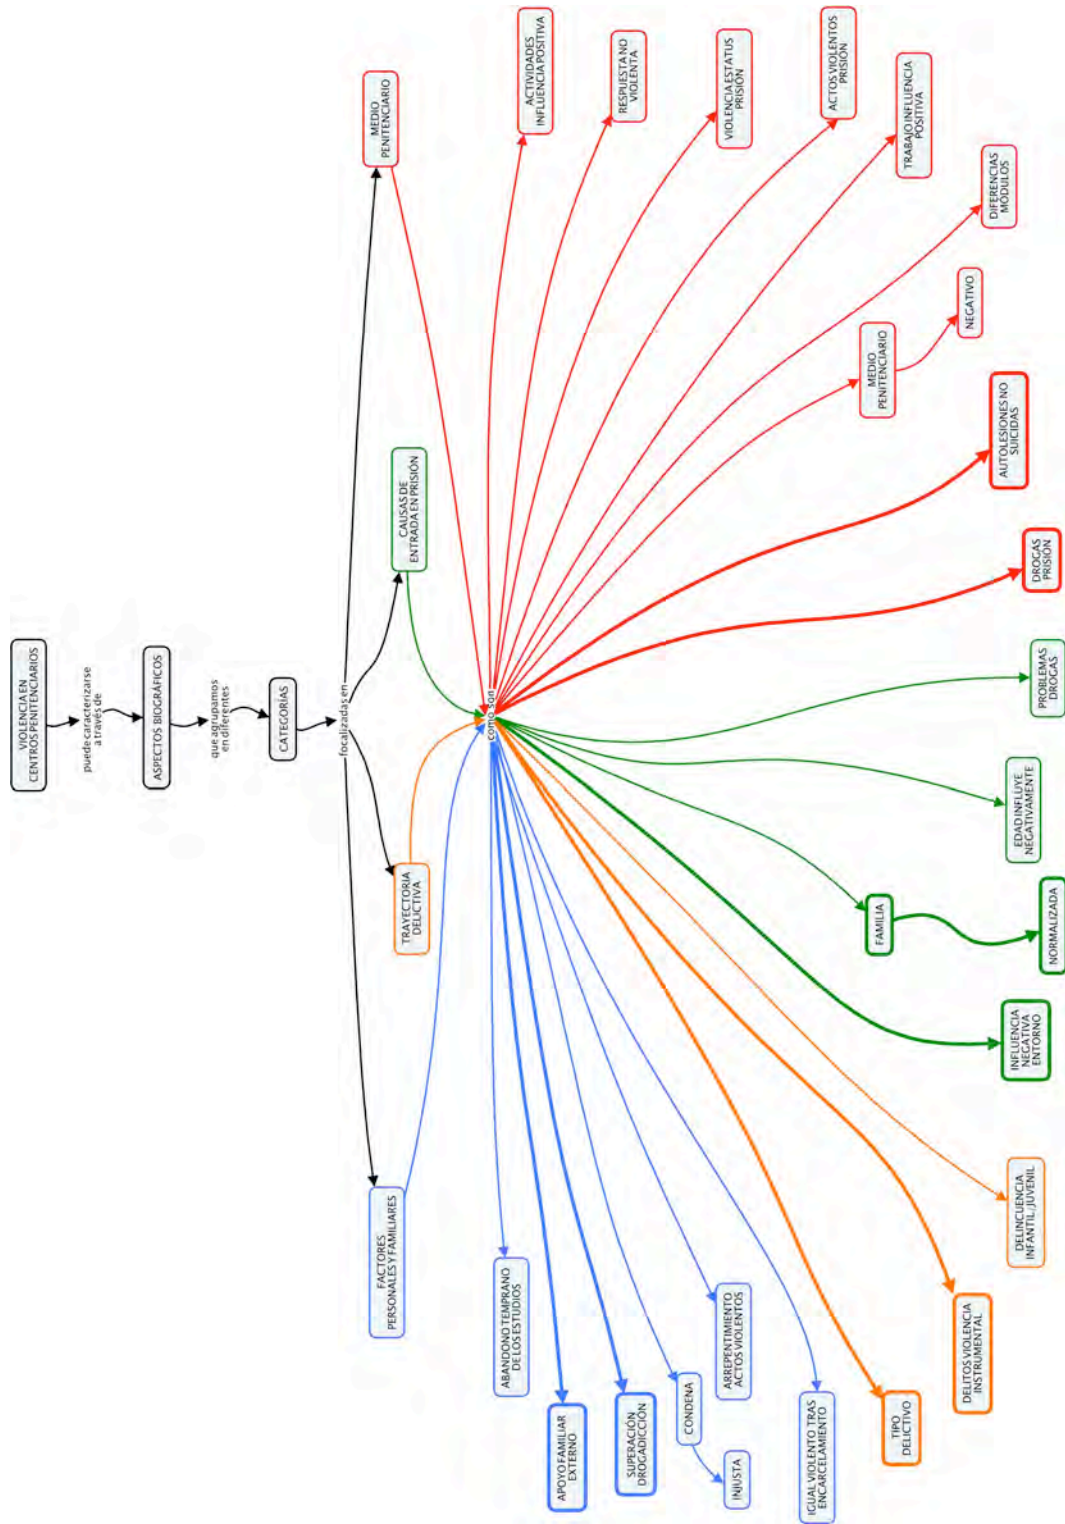 VIOLENCIA EN
CENTROS PENITENCIARIOS
puede caracterizarse
a través de
ASPECTOS BIOGRÁFICOS
que agrupamos
en diferentes
CATEGORÍAS
focalizadas en
FACTORES
PERSONALES Y FAMILIARES
TRAYECTORIA
DELICTIVA
CAUSAS DE
ENTRADA EN PRISIÓN
MEDIO
PENITENCIARIO
como son
ABANDONO TEMPRANO
DE LOS ESTUDIOS
APOYO FAMILIAR
EXTERNO
SUPERACIÓN
DROGADICCIÓN
CONDENA
INJUSTA
ARREPENTIMIENTO
ACTOS VIOLENTOS
IGUAL VIOLENTO TRAS
ENCARCELAMIENTO
TIPO
DELICTIVO
DELITOS VIOLENCIA
INSTRUMENTAL
DELINCUENCIA
INFANTIL/JUVENIL
INFLUENCIA
NEGATIVA
ENTORNO
FAMILIA
NORMALIZADA
EDAD INFLUYE
NEGATIVAMENTE
PROBLEMAS
DROGAS
DROGAS
PRISIÓN
AUTOLESIONES NO
SUICIDAS
MEDIO
PENITENCIARIO
NEGATIVO
DIFERENCIAS
MÓDULOS
TRABAJO INFLUENCIA
POSITIVA
ACTOS VIOLENTOS
PRISIÓN
VIOLENCIA ESTATUS
PRISIÓN
RESPUESTA NO
VIOLENTA
ACTIVIDADES
INFLUENCIA POSITIVA